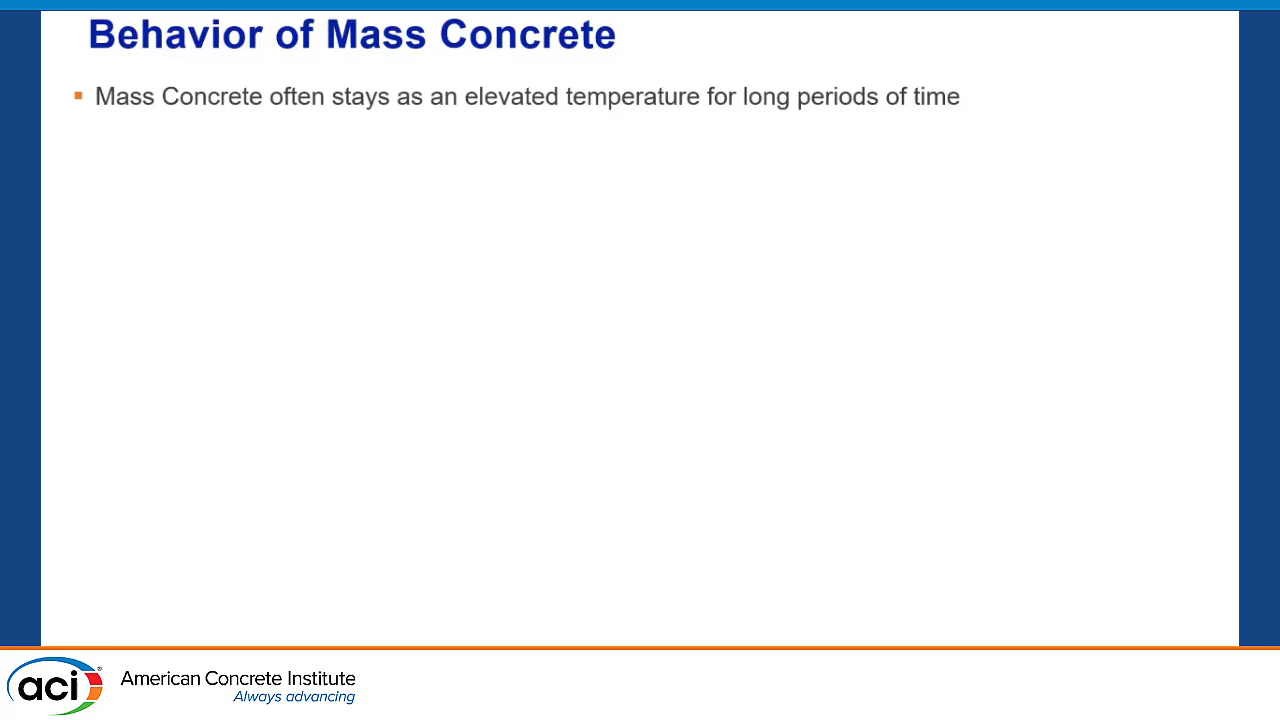 Behavior of Mass Concrete
▪ Mass Concrete often stays as an elevated temperature for long periods of time
aci®
American Concrete Institute
Always advancing